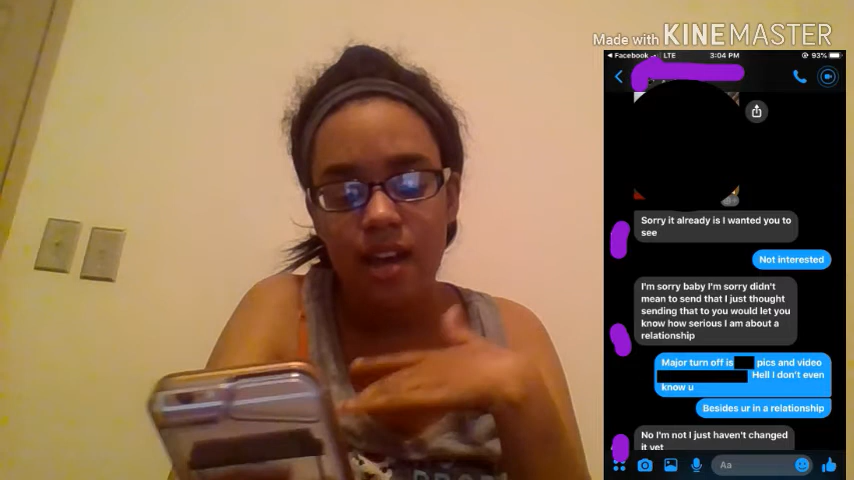 Made with KINEMASTER
Facebook LTE 3:04 PM 93%
Sorry it already is I wanted you to
see
Not interested
I'm sorry baby I'm sorry didn't
mean to send that I just thought
sending that to you would let you
know how serious I am about a
relationship
Major turn off is pics and video
Hell I don't even
know u
Besides ur in a relationship
No I'm not I just haven't changed
it yet
Aa